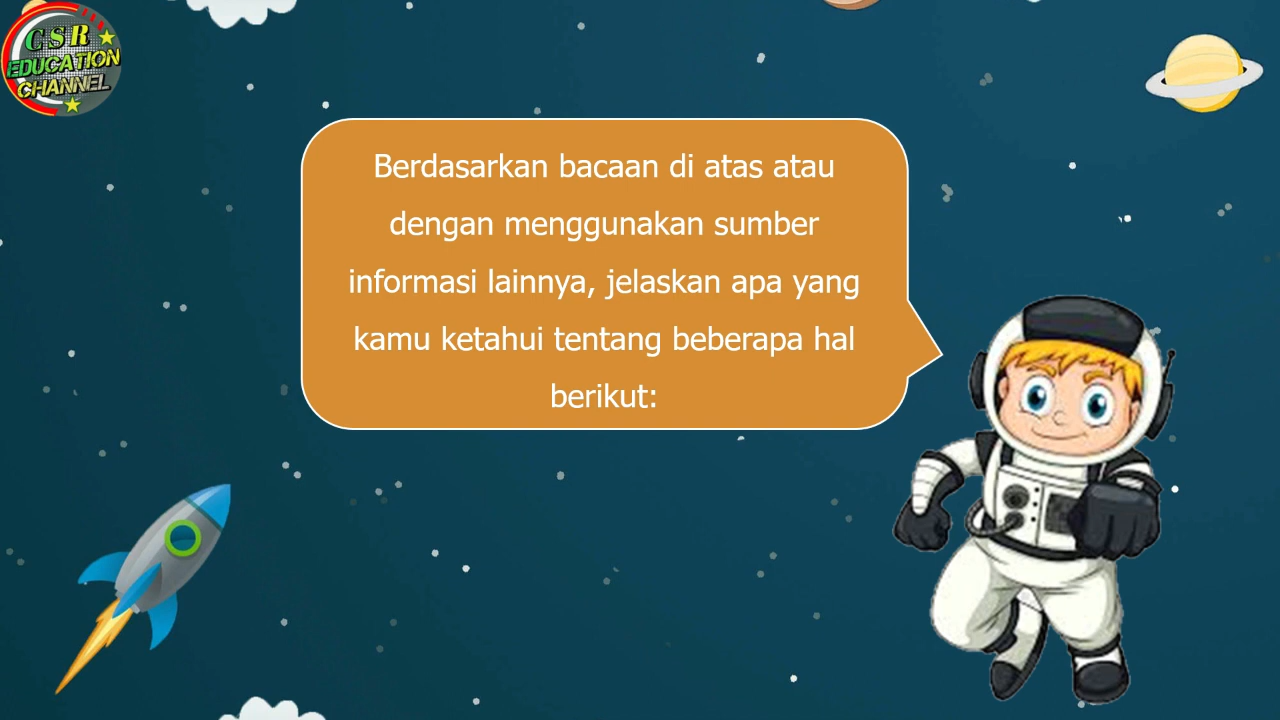 CSR
EDUCATION
CHANNEL
Berdasarkan bacaan di atas atau
dengan menggunakan sumber
informasi lainnya, jelaskan apa yang
kamu ketahui tentang beberapa hal
berikut: